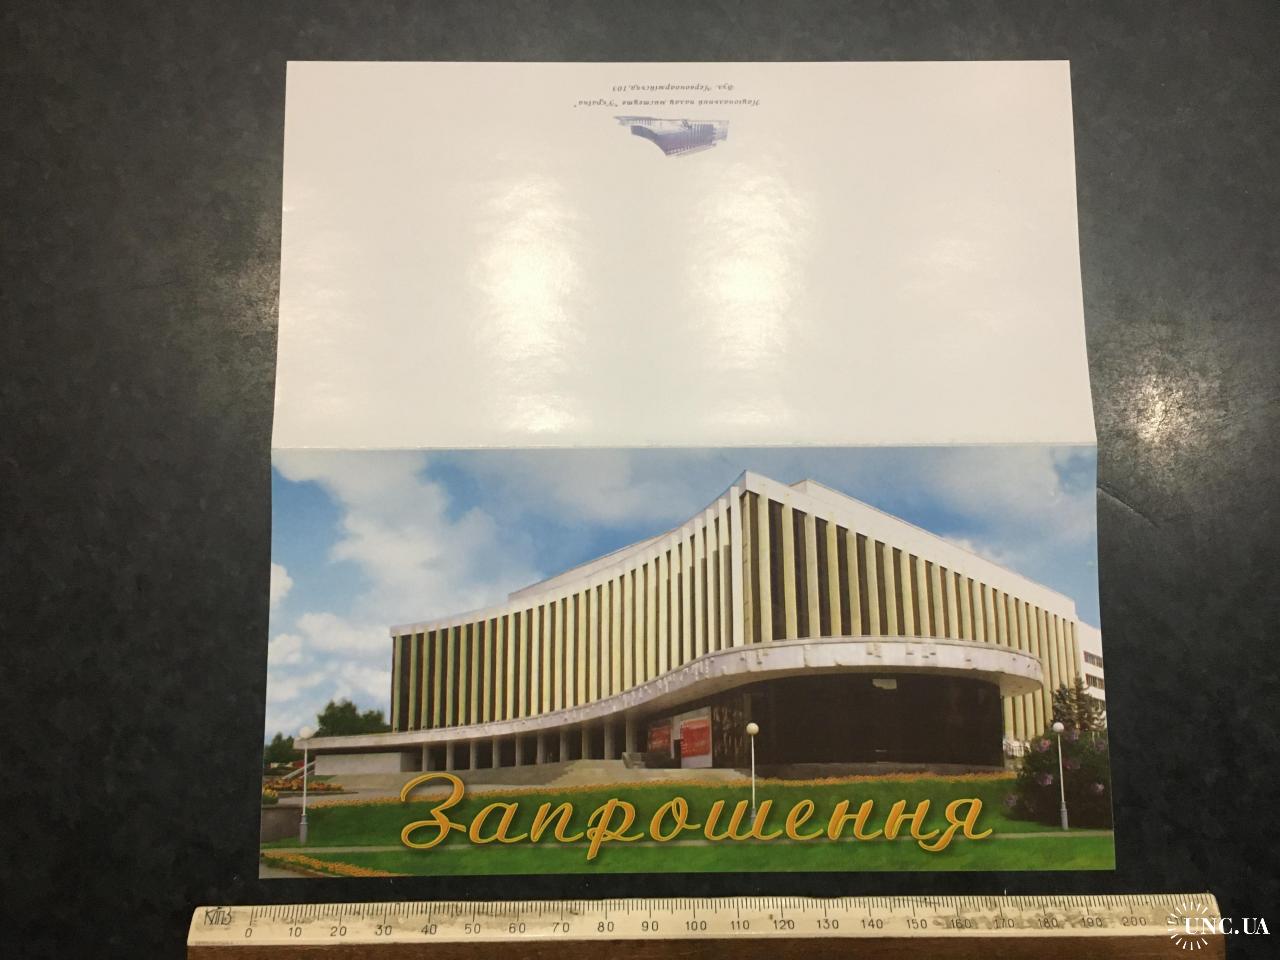 Національний палац мистецтв "Україна"
вул. Червоноармійська, 103
Запрошення
КМПЗ
0 10 20 30 40 50 60 70 80 90 100 110 120 130 140 150 160 170 180 190 200
UNC.UA